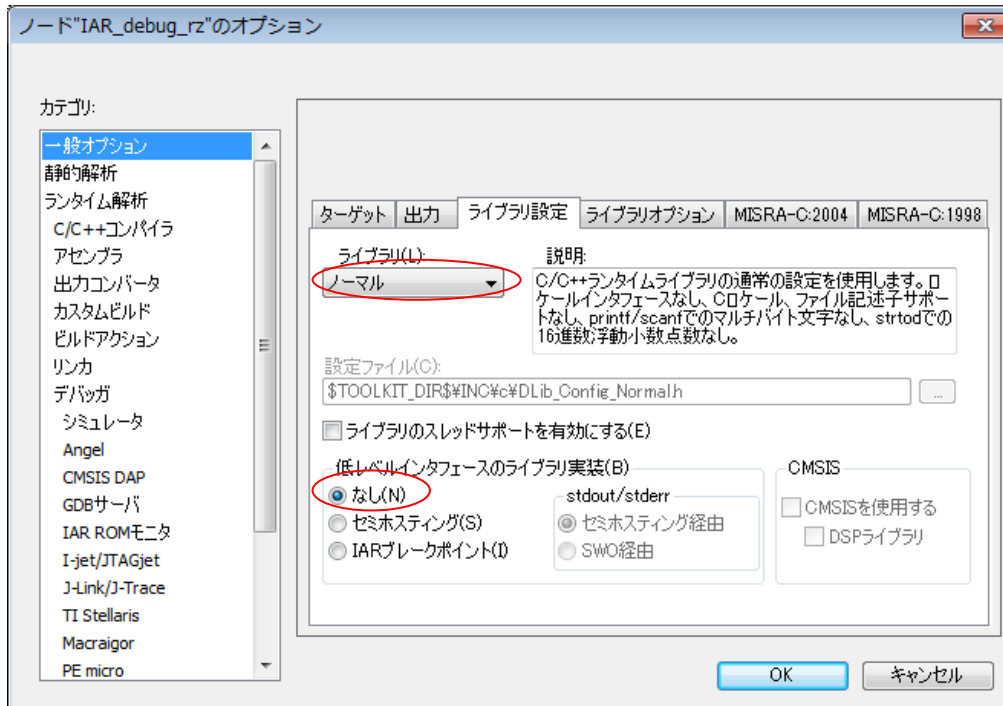 ノード"IAR_debug_rz"のオプション
カテゴリ:
一般オプション
静的解析
ランタイム解析
C/C++コンパイラ
アセンブラ
出力コンバータ
カスタムビルド
ビルドアクション
リンカ
デバッガ
シミュレータ
Angel
CMSIS DAP
GDBサーバ
IAR ROMモニタ
I-jet/JTAGjet
J-Link/J-Trace
TI Stellaris
Macraigor
PE micro
ターゲット 出力 ライブラリ設定 ライブラリオプション MISRA-C:2004 MISRA-C:1998
ライブラリ(L):
ノーマル
説明:
C/C++ランタイムライブラリの通常の設定を使用します。ロ
ケールインタフェースなし、Cロケール、ファイル記述子サポー
トなし、printf/scanfでのマルチバイト文字なし、strtodでの
16進数浮動小数点数なし。
設定ファイル(C):
$TOOLKIT_DIR$¥INC¥c¥DLib_Config_Normal.h
...
ライブラリのスレッドサポートを有効にする(E)
低レベルインタフェースのライブラリ実装(B)
なし(N)
セミホスティング(S)
IARブレークポイント(I)
stdout/stderr
セミホスティング経由
SWO経由
CMSIS
CMSISを使用する
DSPライブラリ
OK キャンセル